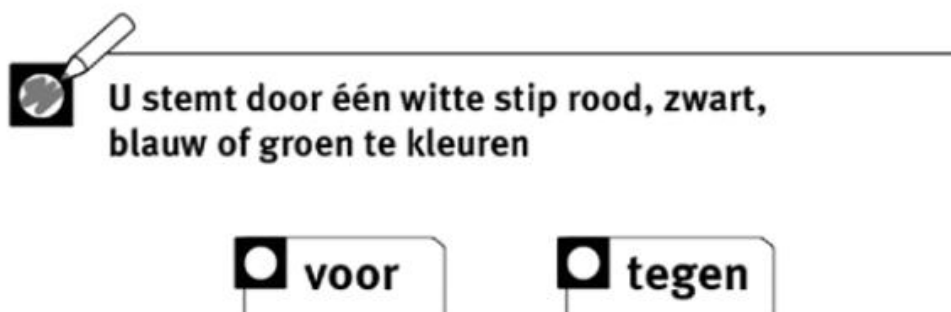 U stemt door één witte stip rood, zwart,
blauw of groen te kleuren
voor
tegen